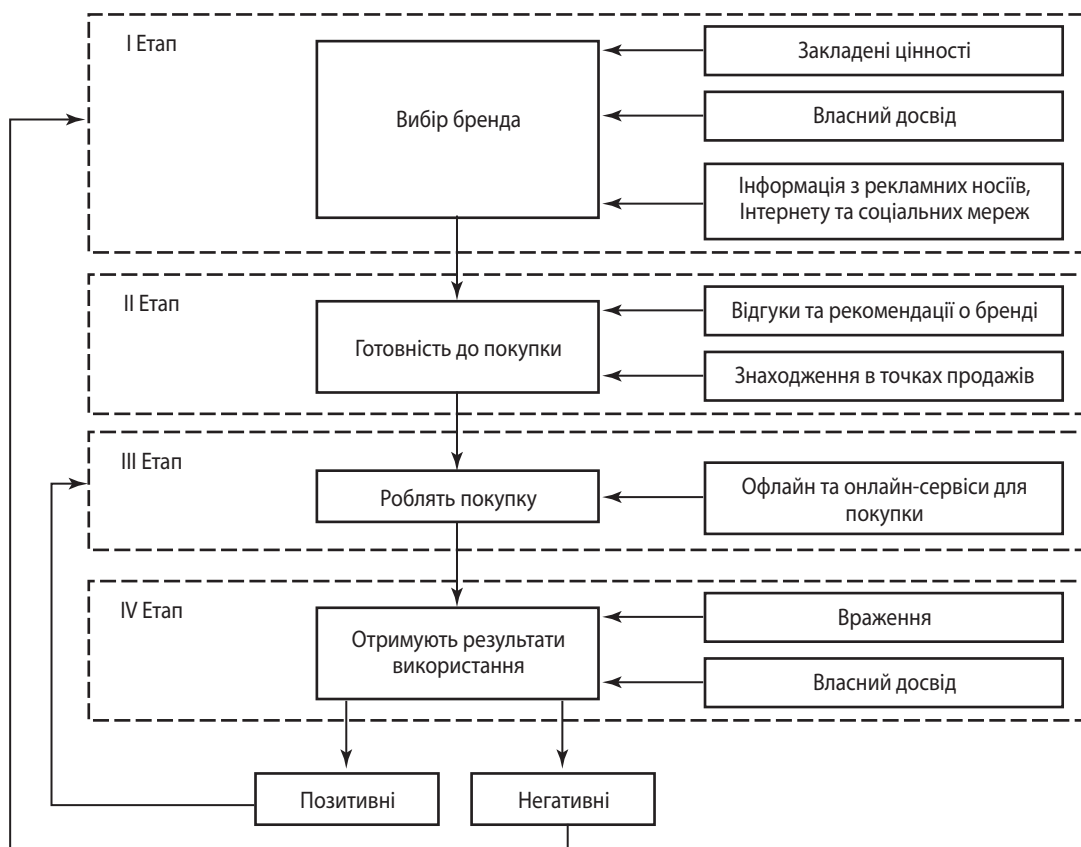 І Етап
Вибір бренда
Закладені цінності
Власний досвід
Інформація з рекламних носіїв,
Інтернету та соціальних мереж
ІІ Етап
Готовність до покупки
Відгуки та рекомендації о бренді
Знаходження в точках продажів
ІІІ Етап
Роблять покупку
Офлайн та онлайн-сервіси для
покупки
IV Етап
Отримують результати
використання
Враження
Власний досвід
Позитивні
Негативні